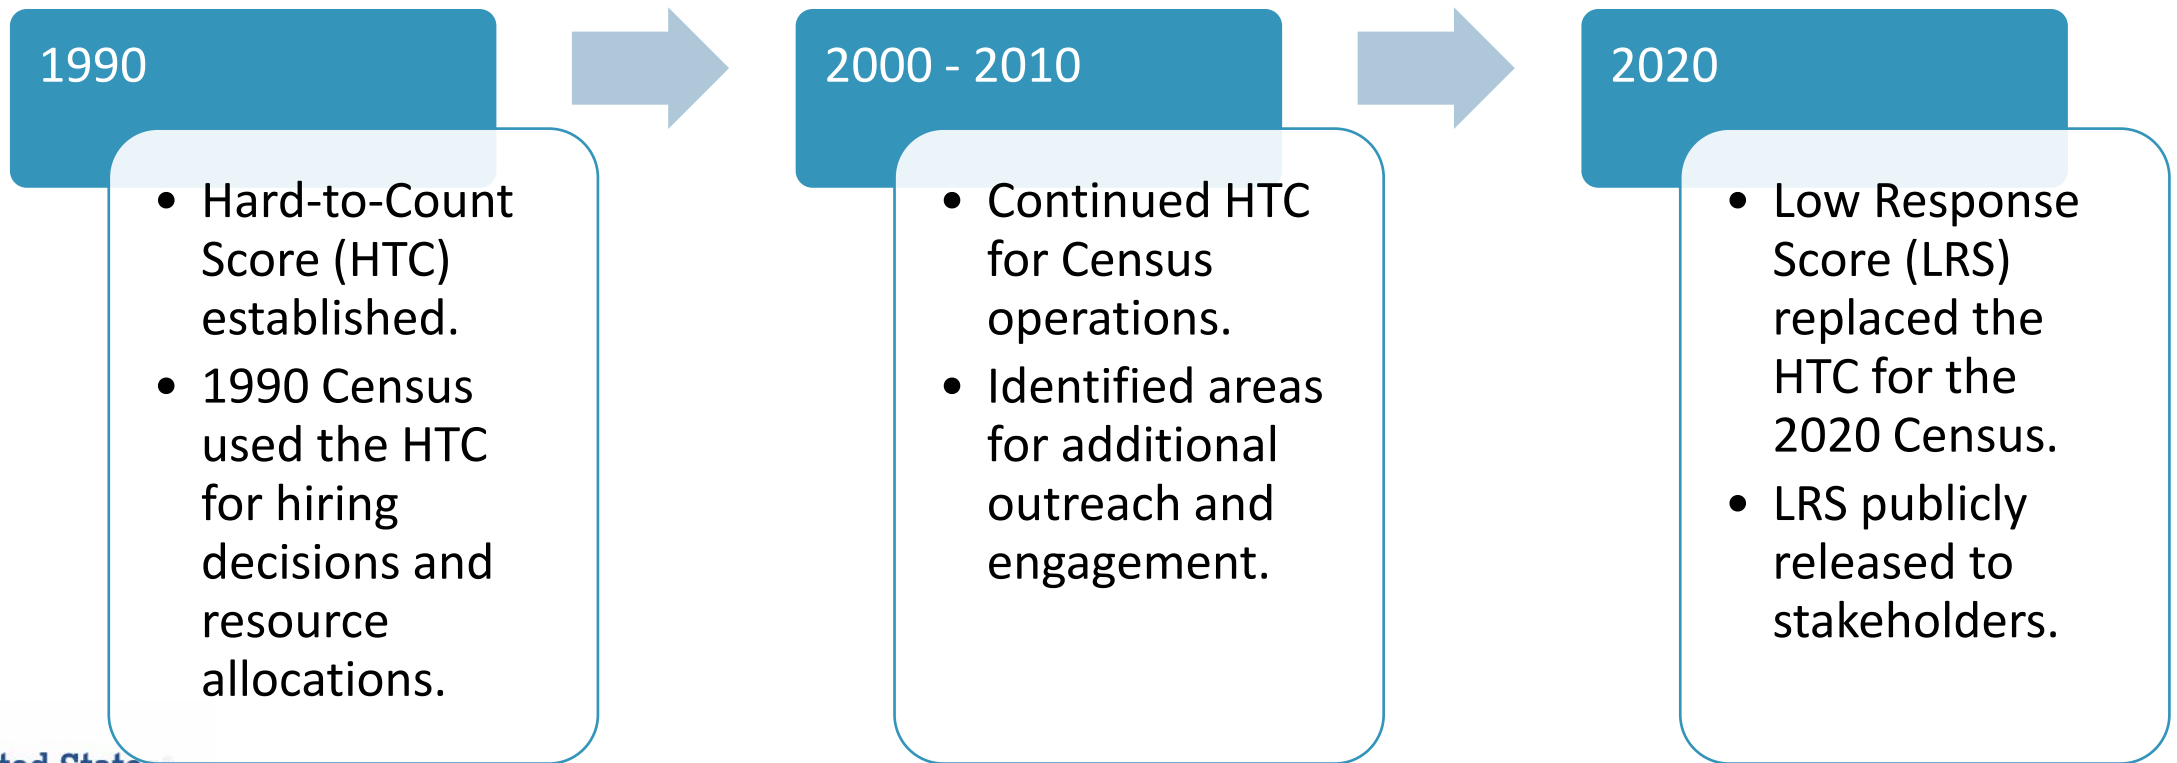 1990
• Hard-to-Count
Score (HTC)
established.
• 1990 Census
used the HTC
for hiring
decisions and
resource
allocations.
2000 - 2010
• Continued HTC
for Census
operations.
• Identified areas
for additional
outreach and
engagement.
2020
• Low Response
Score (LRS)
replaced the
HTC for the
2020 Census.
• LRS publicly
released to
stakeholders.